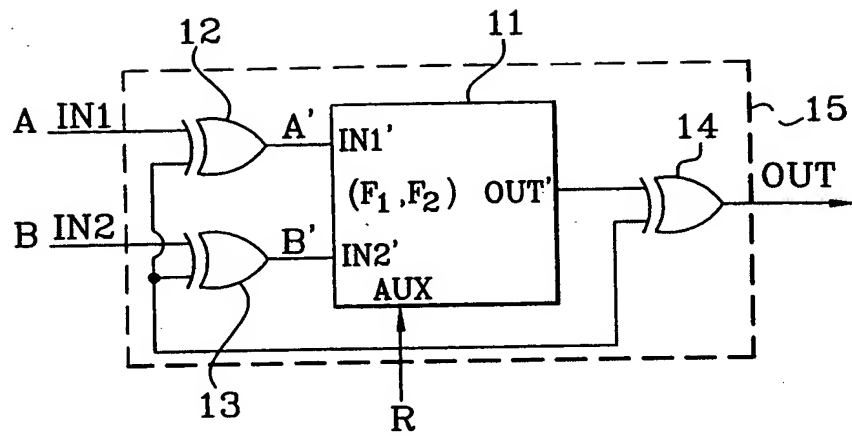 12
11
A IN1
A'
IN1'
14
15
(F₁,F₂)
OUT'
OUT
B IN2
B'
IN2'
AUX
13
R